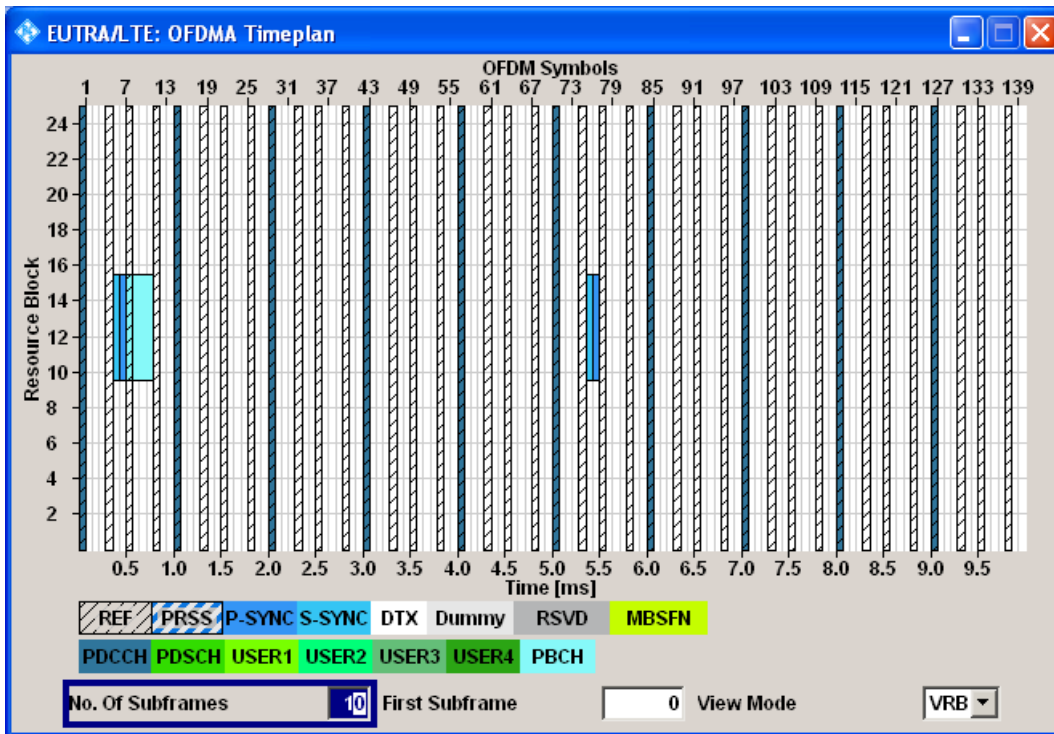 EUTRA/LTE: OFDMA Timeplan
OFDM Symbols
1 7 13 19 25 31 37 43 49 55 61 67 73 79 85 91 97 103 109 115 121 127 133 139
Resource Block
24
22
20
18
16
14
12
10
8
6
4
2
0.5 1.0 1.5 2.0 2.5 3.0 3.5 4.0 4.5 5.0 5.5 6.0 6.5 7.0 7.5 8.0 8.5 9.0 9.5
Time [ms]
REF PRSS P-SYNC S-SYNC DTX Dummy RSVD MBSFN
PDCCH PDSCH USER1 USER2 USER3 USER4 PBCH
No. Of Subframes 10 First Subframe 0 View Mode VRB